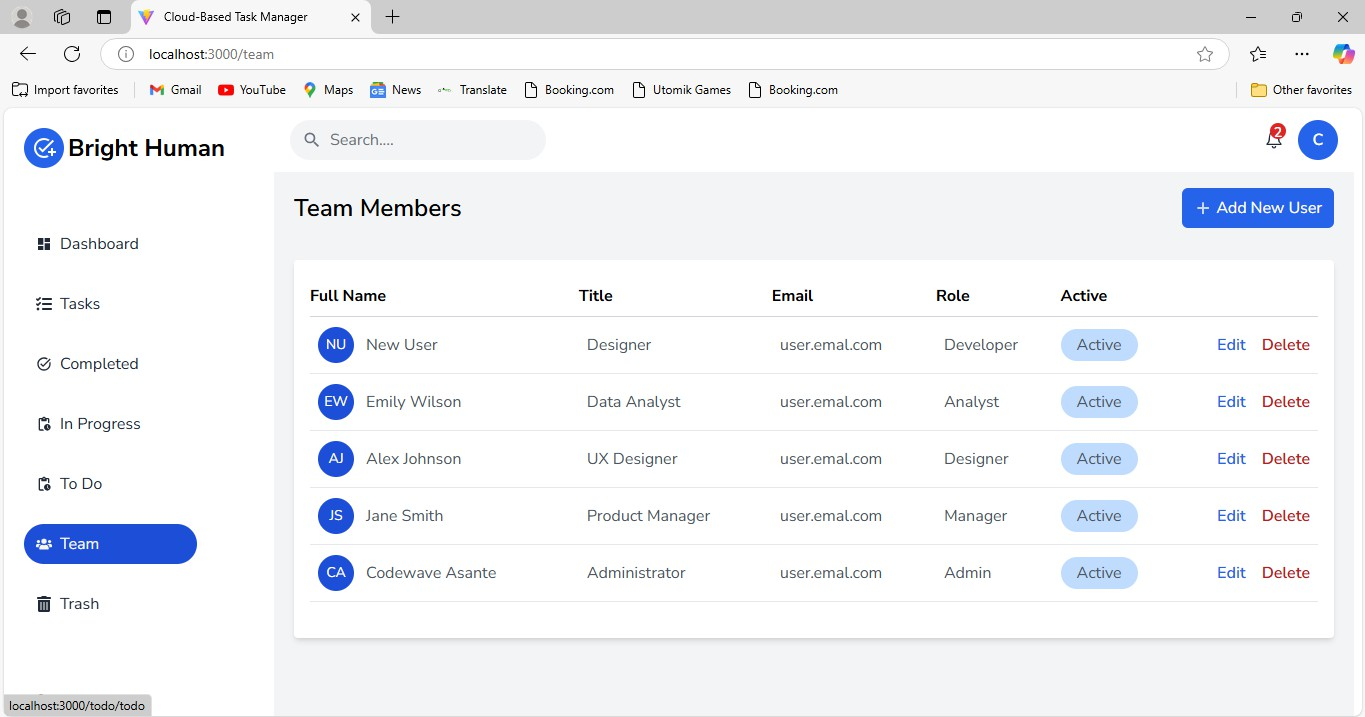 Cloud-Based Task Manager
localhost:3000/team
Import favorites Gmail YouTube Maps News Translate Booking.com Utomik Games Booking.com Other favorites
Bright Human
Search....
2
C
Dashboard
Tasks
Completed
In Progress
To Do
Team
Trash
Team Members
+ Add New User
Full Name Title Email Role Active
NU New User Designer user.emal.com Developer Active Edit Delete
EW Emily Wilson Data Analyst user.emal.com Analyst Active Edit Delete
AJ Alex Johnson UX Designer user.emal.com Designer Active Edit Delete
JS Jane Smith Product Manager user.emal.com Manager Active Edit Delete
CA Codewave Asante Administrator user.emal.com Admin Active Edit Delete
localhost:3000/todo/todo